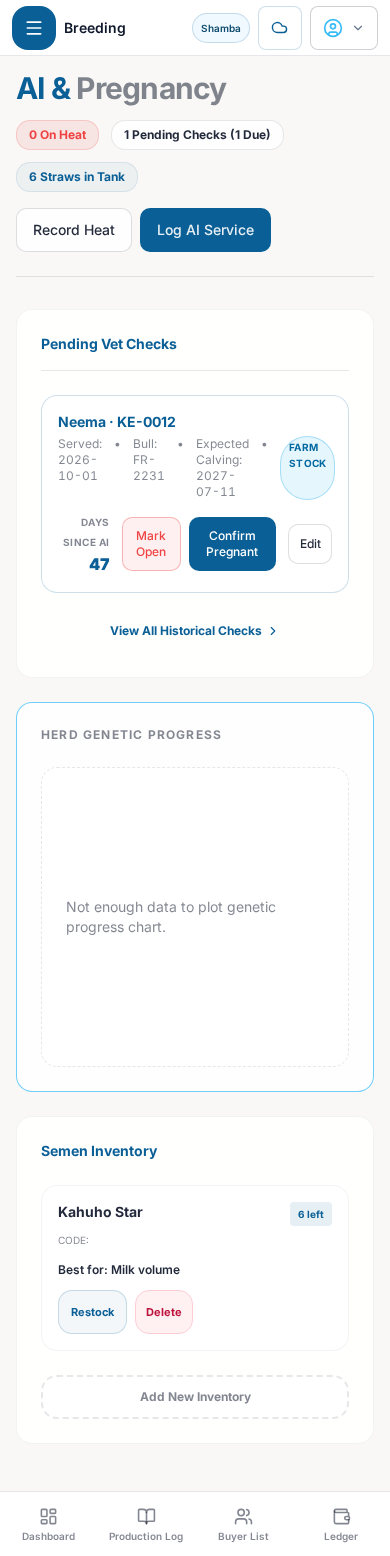 Breeding
Shamba
AI & Pregnancy
0 On Heat
1 Pending Checks (1 Due)
6 Straws in Tank
Record Heat
Log AI Service
Pending Vet Checks
Neema · KE-0012
Served: 2026-10-01 • Bull: FR-2231 • Expected Calving: 2027-07-11 •
FARM STOCK
DAYS SINCE AI
47
Mark Open
Confirm Pregnant
Edit
View All Historical Checks
HERD GENETIC PROGRESS
Not enough data to plot genetic
progress chart.
Semen Inventory
Kahuho Star
6 left
CODE:
Best for: Milk volume
Restock
Delete
Add New Inventory
Dashboard
Production Log
Buyer List
Ledger